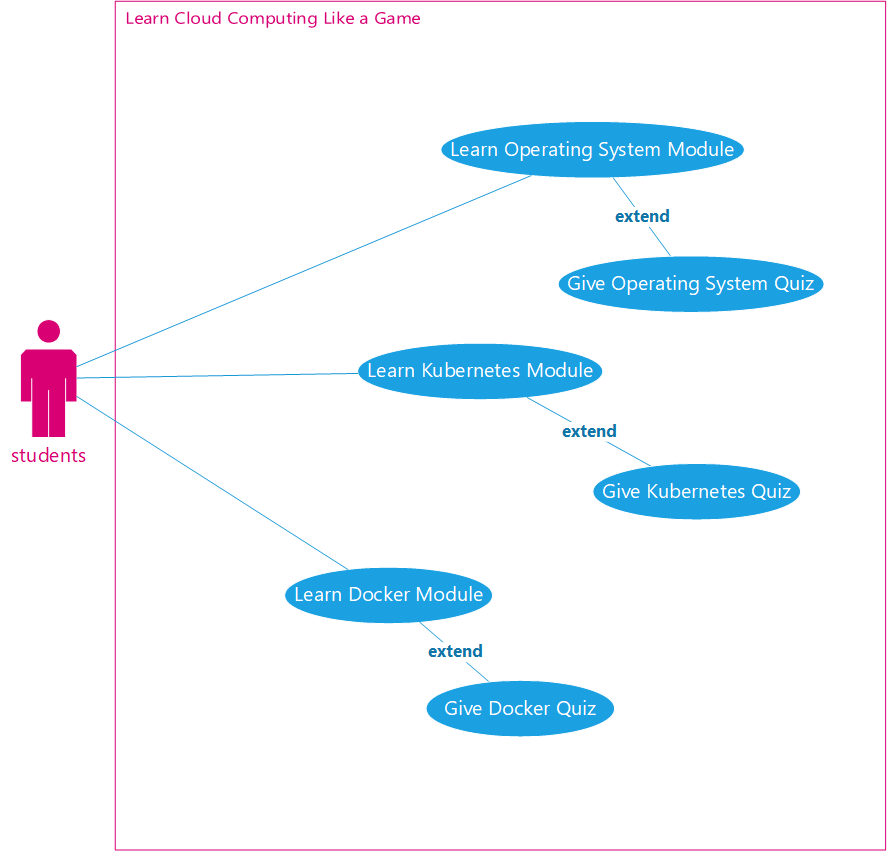 Learn Cloud Computing Like a Game
Learn Operating System Module
extend
Give Operating System Quiz
Learn Kubernetes Module
extend
students
Give Kubernetes Quiz
Learn Docker Module
extend
Give Docker Quiz